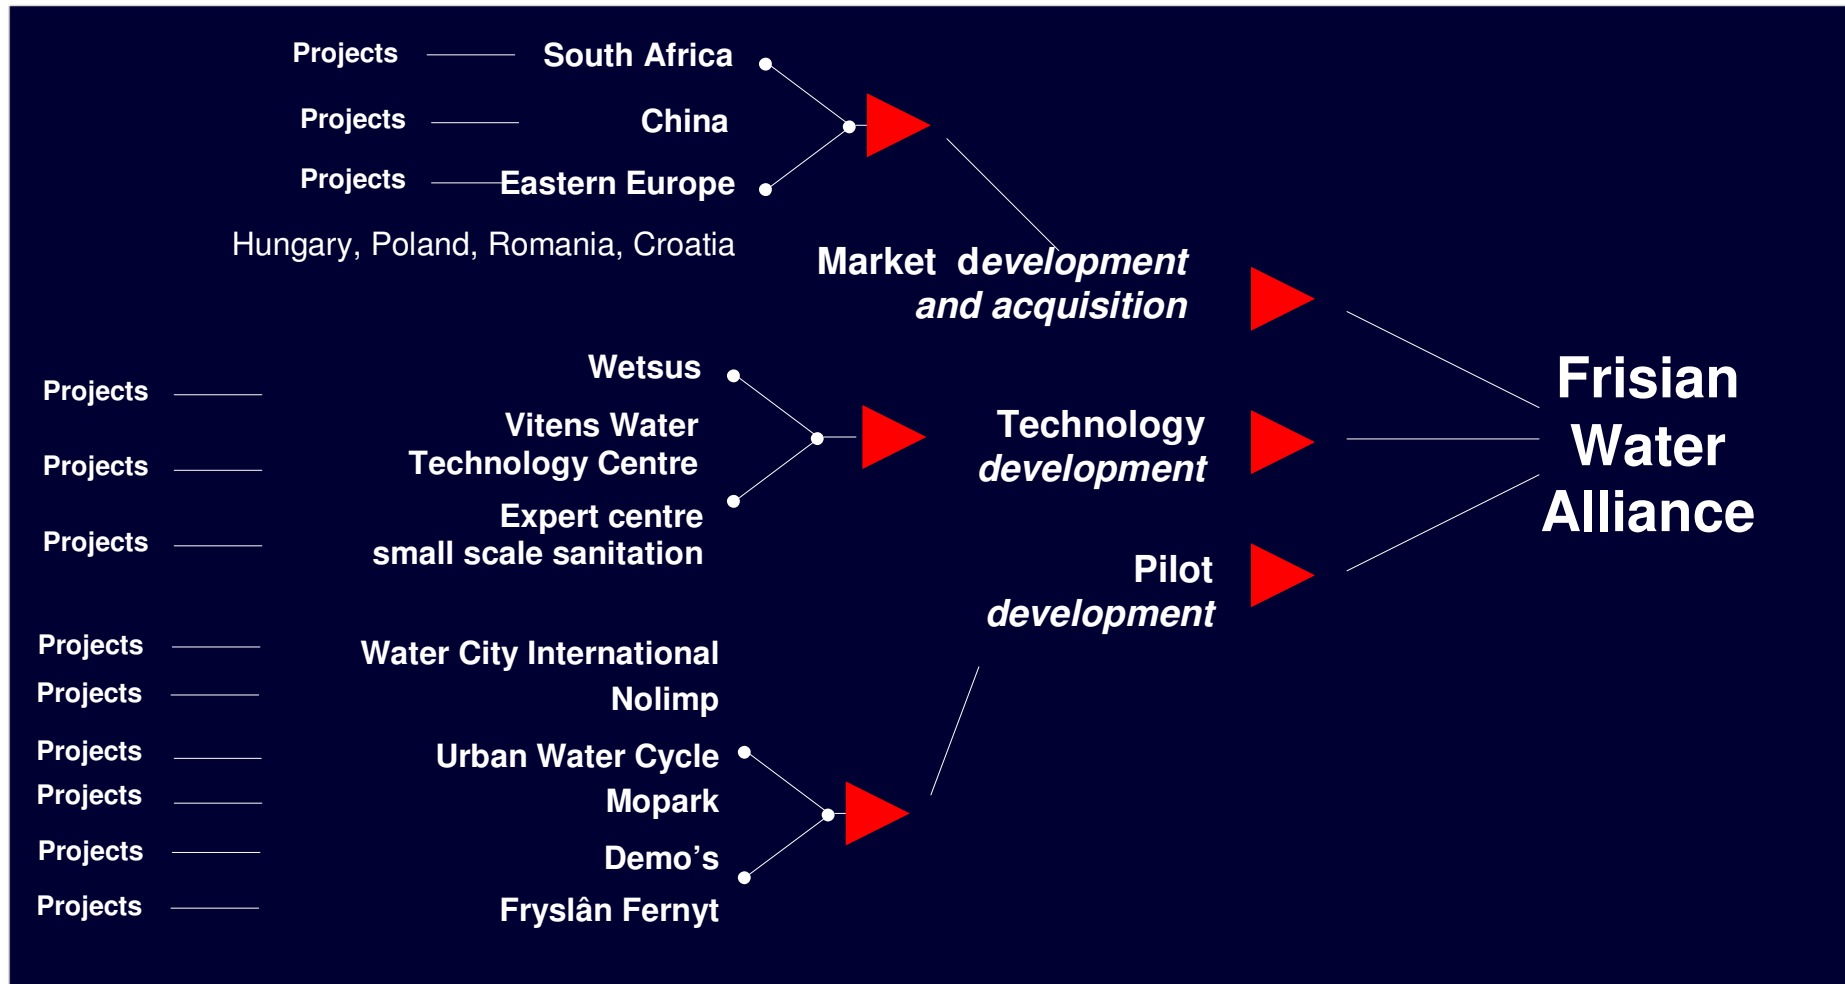 Projects South Africa
Projects China
Projects Eastern Europe
Hungary, Poland, Romania, Croatia
Market development
and acquisition
Wetsus
Projects
Vitens Water
Technology Centre
Projects
Expert centre
small scale sanitation
Projects
Technology
development
Pilot
development
Projects Water City International
Projects Nolimp
Projects Urban Water Cycle
Projects Mopark
Projects Demo’s
Projects Fryslân Fernyt
Frisian
Water
Alliance